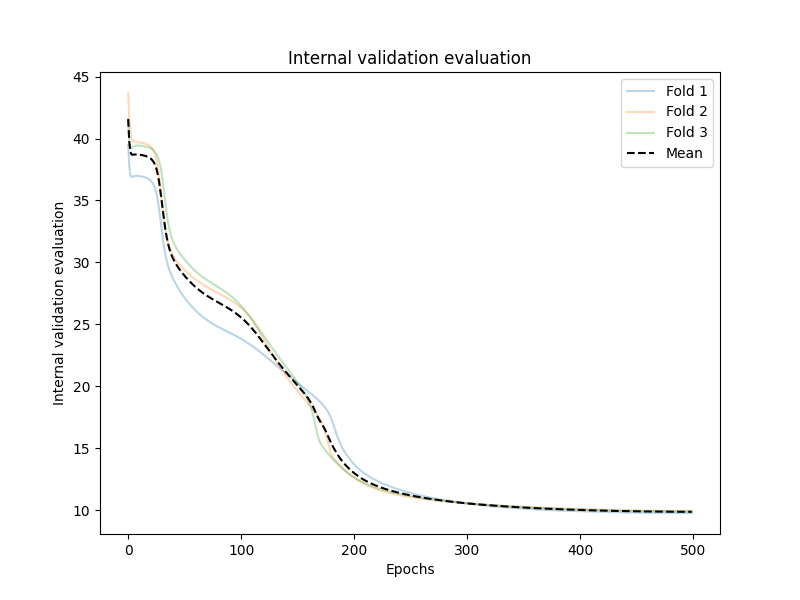 Internal validation evaluation
Fold 1
Fold 2
Fold 3
Mean
Internal validation evaluation
45
40
35
30
25
20
15
10
0
100
200
300
400
500
Epochs